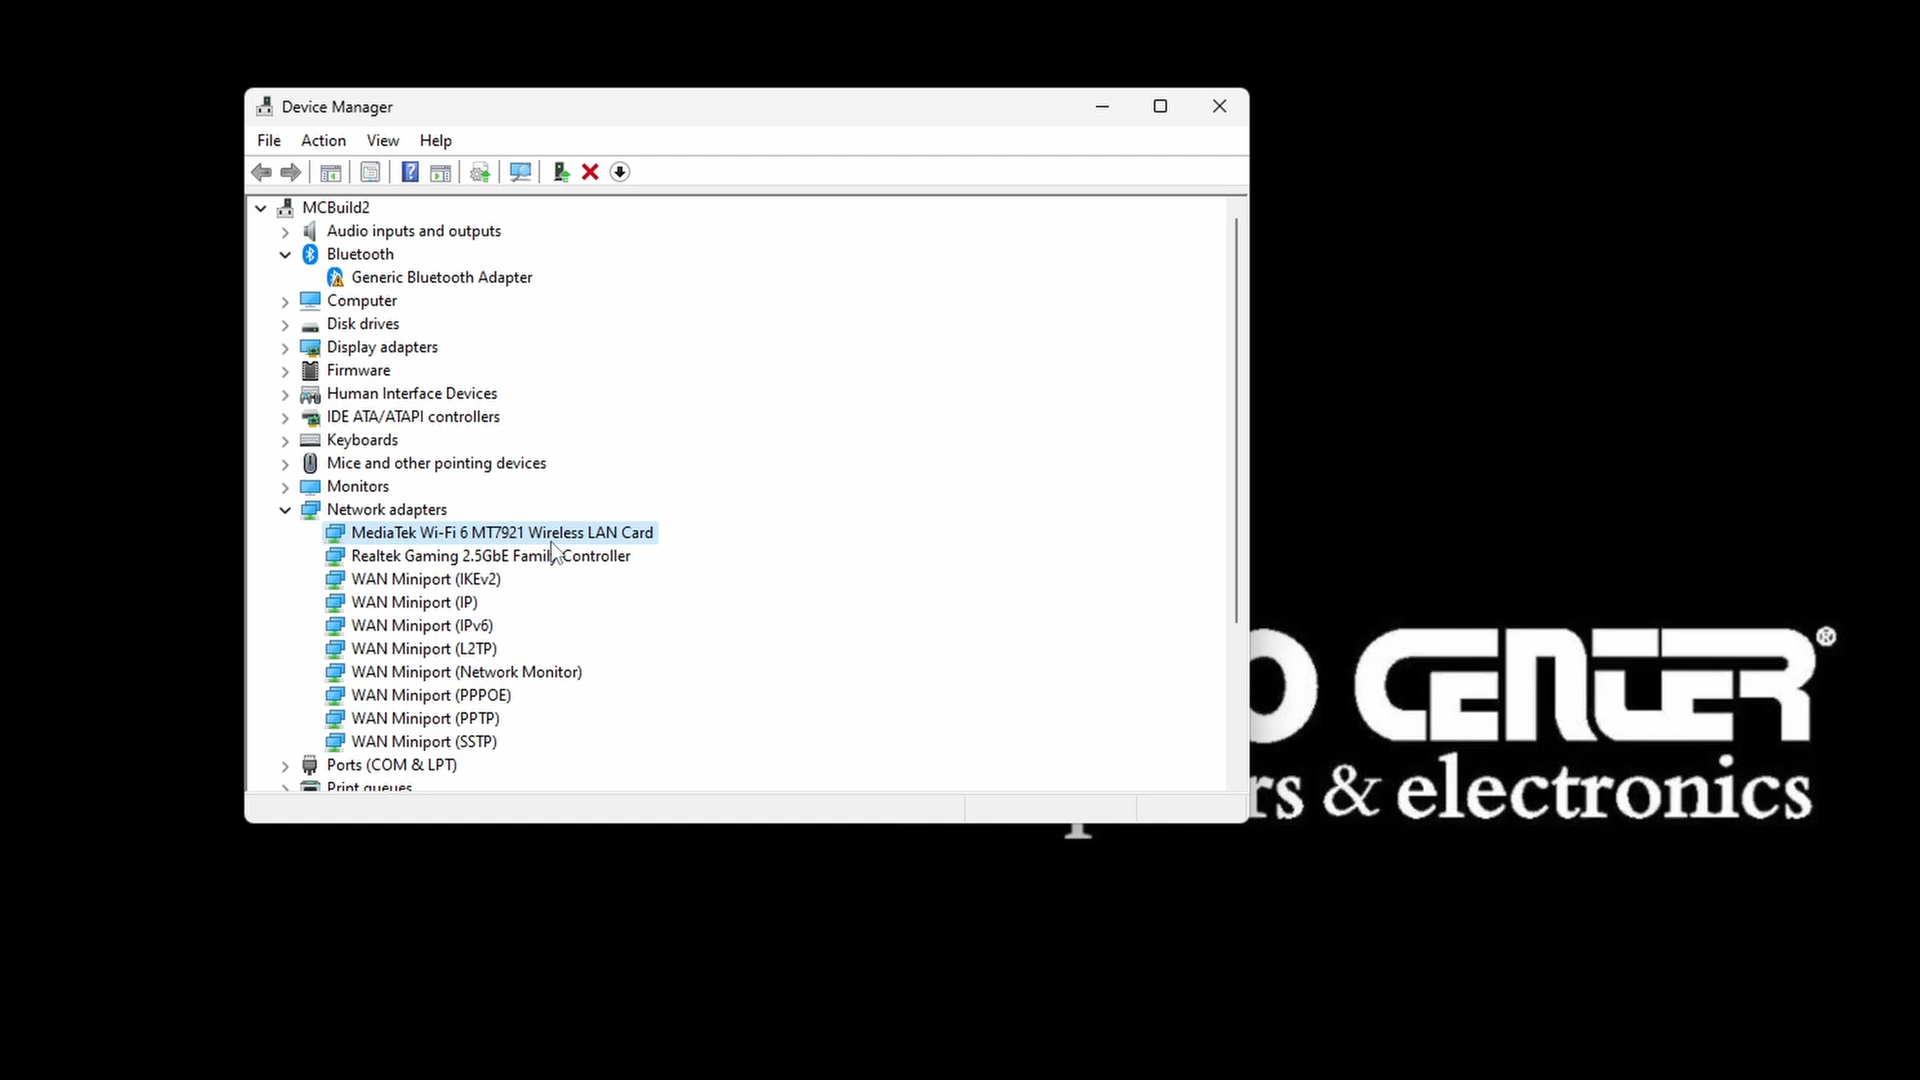 Device Manager
File Action View Help
MCBuild2
Audio inputs and outputs
Bluetooth
Generic Bluetooth Adapter
Computer
Disk drives
Display adapters
Firmware
Human Interface Devices
IDE ATA/ATAPI controllers
Keyboards
Mice and other pointing devices
Monitors
Network adapters
MediaTek Wi-Fi 6 MT7921 Wireless LAN Card
Realtek Gaming 2.5GbE Family Controller
WAN Miniport (IKEv2)
WAN Miniport (IP)
WAN Miniport (IPv6)
WAN Miniport (L2TP)
WAN Miniport (Network Monitor)
WAN Miniport (PPPOE)
WAN Miniport (PPTP)
WAN Miniport (SSTP)
Ports (COM & LPT)
Print queues
O CENTER®
rs & electronics